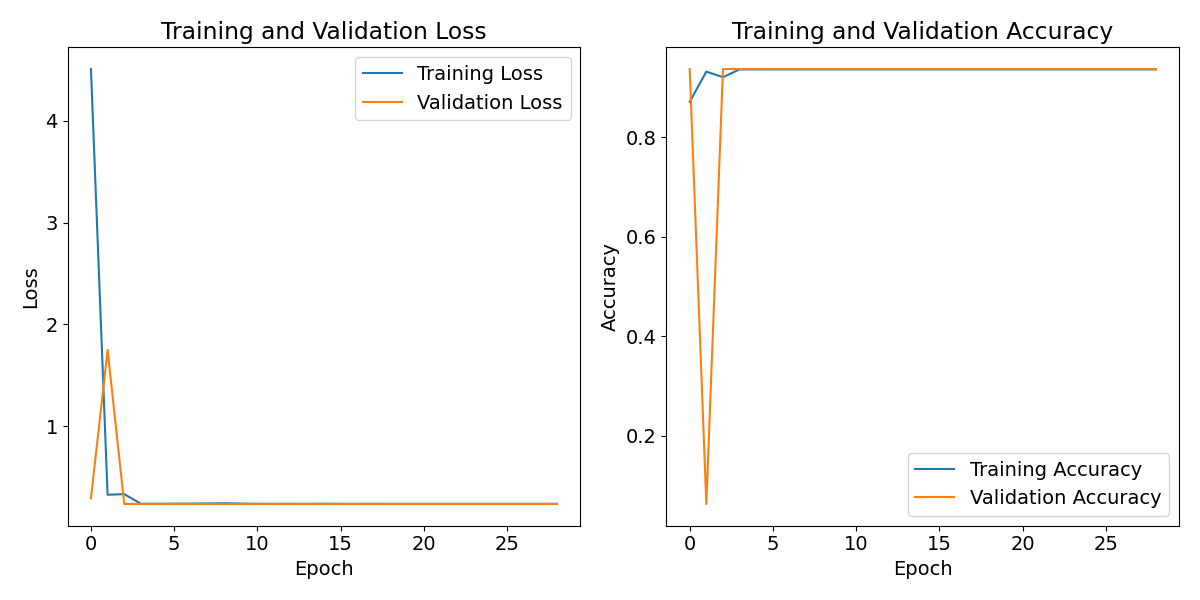 Training and Validation Loss
Training Loss
Validation Loss
4
3
2
1
Loss
0
5
10
15
20
25
Epoch
Training and Validation Accuracy
0.8
0.6
0.4
0.2
Accuracy
Training Accuracy
Validation Accuracy
0
5
10
15
20
25
Epoch